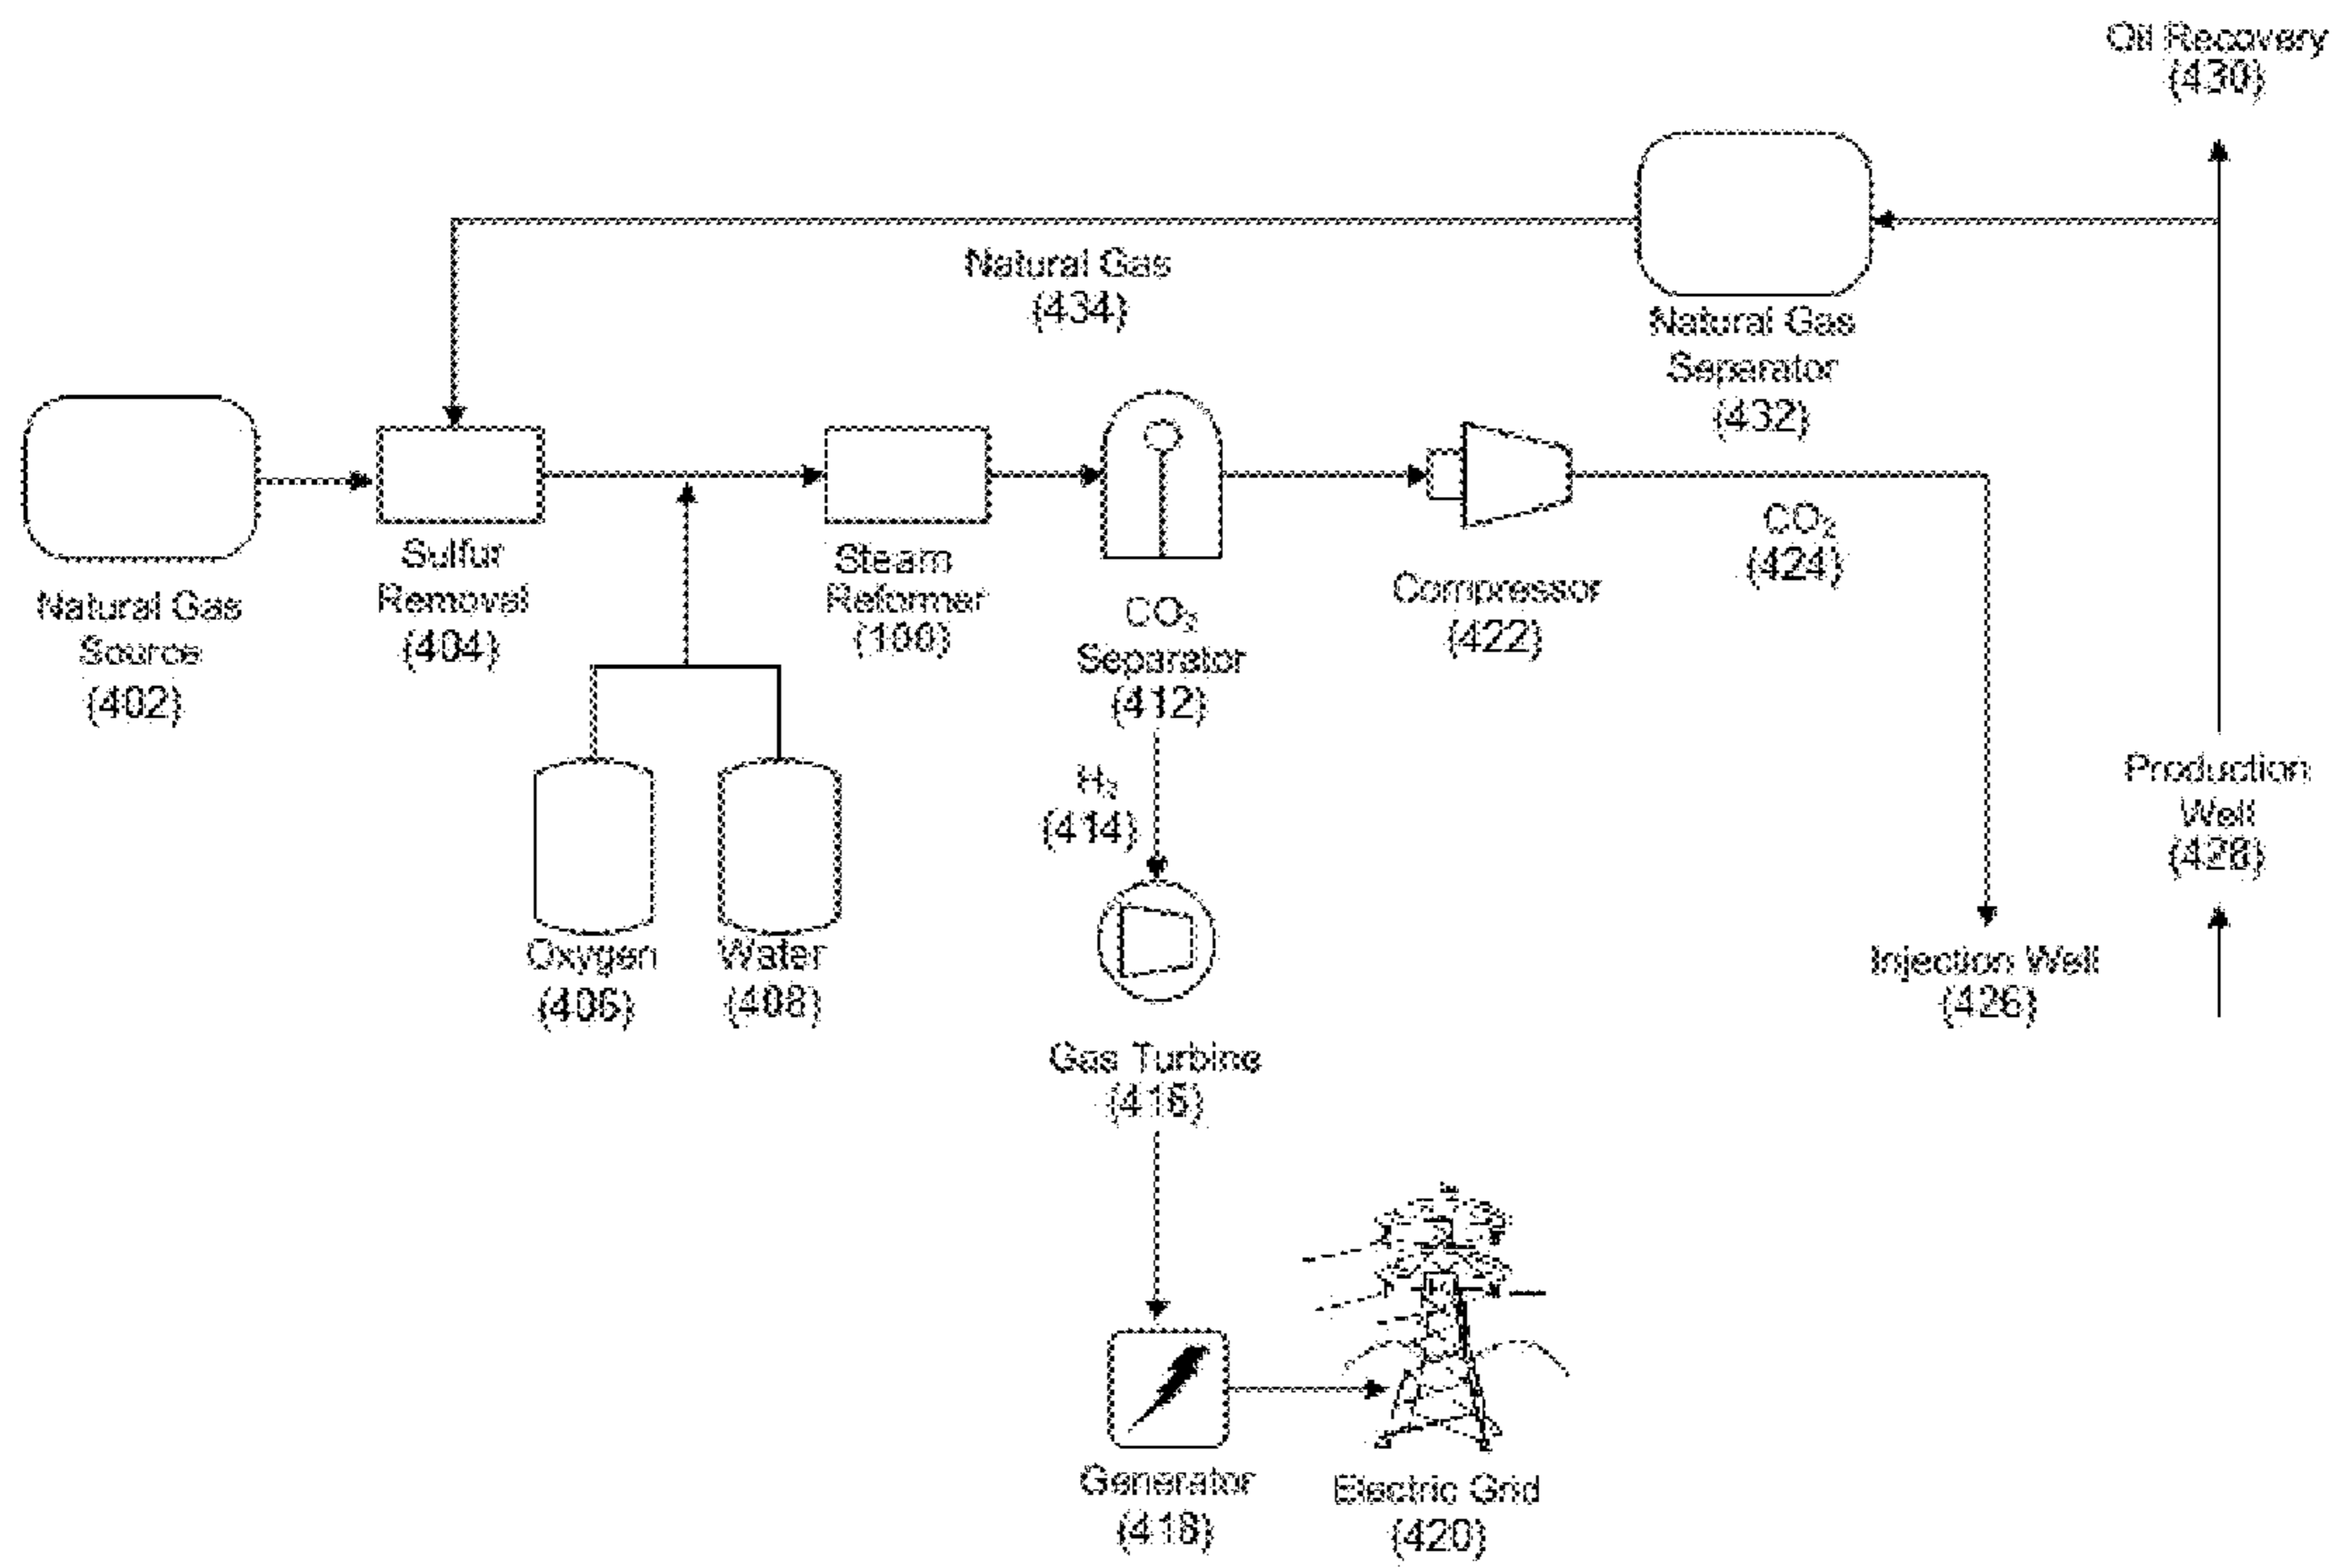 Oil Recovery
(430)
Natural Gas
(434)
Natural Gas
Separator
(432)
Natural Gas
Source
(402)
Sulfur
Removal
(404)
Steam
Reformer
(100)
CO₂
Separator
(412)
Compressor
(422)
CO₂
(424)
H₂
(414)
Production
Well
(428)
Oxygen
(406)
Water
(408)
Injection Well
(426)
Gas Turbine
(416)
Generator
(418)
Electric Grid
(420)